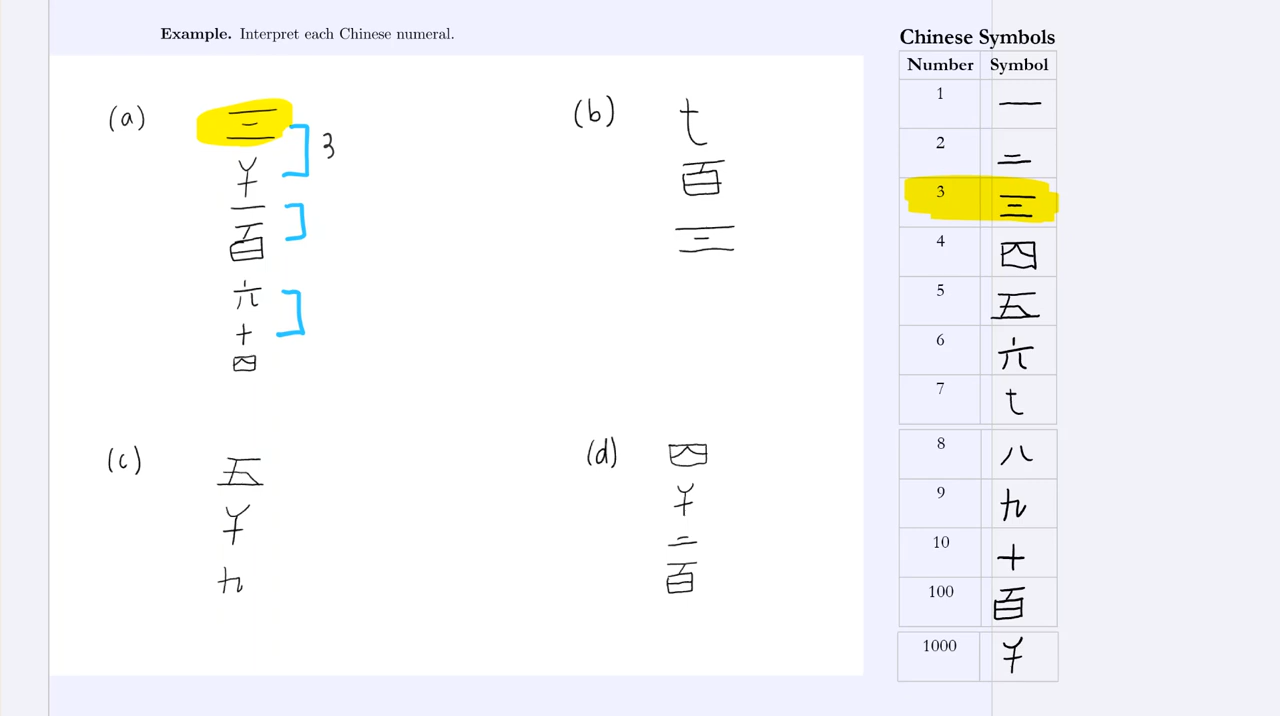 Example. Interpret each Chinese numeral.
(a)
三
3
千
一
百
六
十
四
(b)
七
百
三
(c)
五
千
九
(d)
四
千
二
百
Chinese Symbols
Number Symbol
1 一
2 二
3 三
4 四
5 五
6 六
7 七
8 八
9 九
10 十
100 百
1000 千